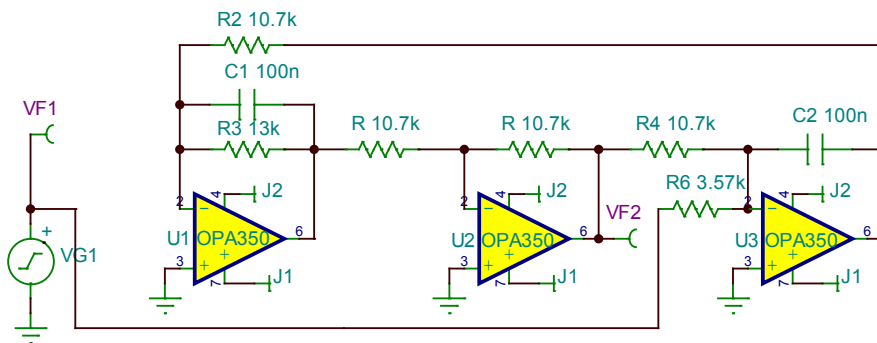 R2 10.7k
C1 100n
VF1
R3 13k
R 10.7k
R 10.7k
R4 10.7k
C2 100n
R6 3.57k
J2
J2
J2
2
4
2
4
2
4
+
VG1
U1
OPA350
6
U2
OPA350
6
VF2
U3
OPA350
6
3
7
J1
3
7
J1
3
7
J1